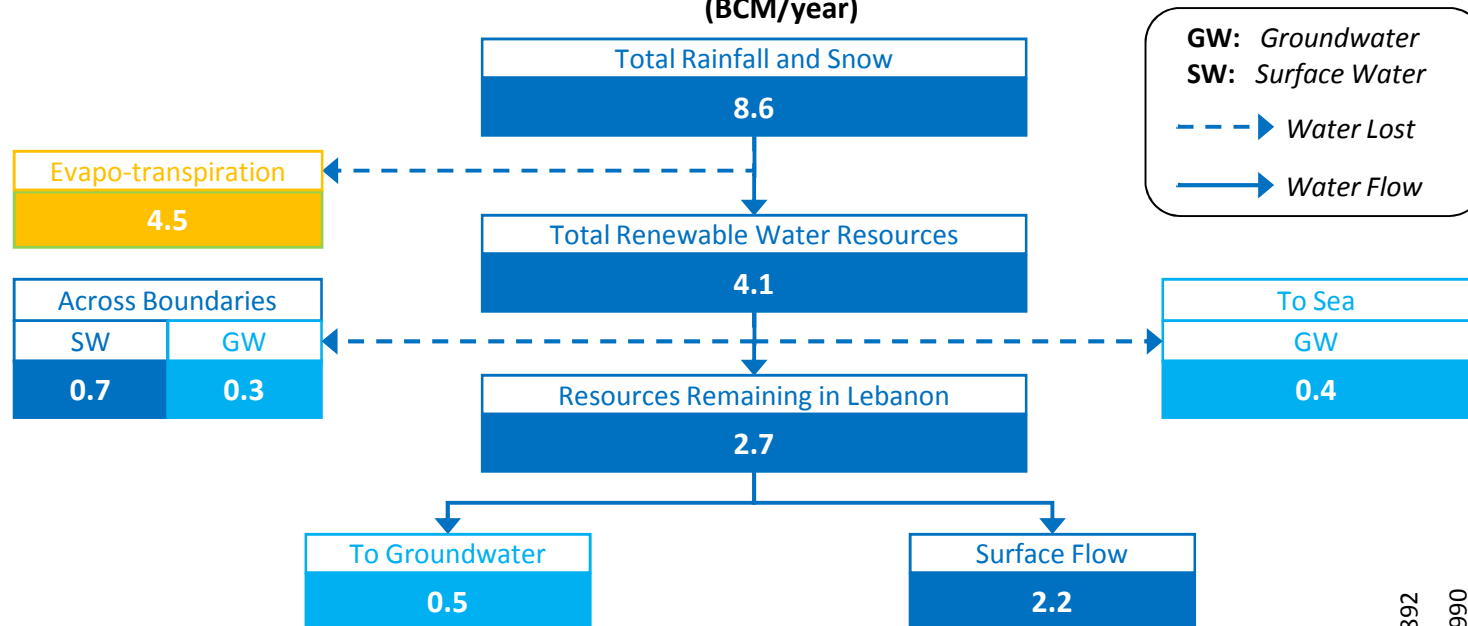 (BCM/year)
Total Rainfall and Snow
8.6
GW: Groundwater
SW: Surface Water
Water Lost
Water Flow
Evapo-transpiration
4.5
Total Renewable Water Resources
4.1
Across Boundaries
SW GW
0.7 0.3
To Sea
GW
0.4
Resources Remaining in Lebanon
2.7
To Groundwater
0.5
Surface Flow
2.2
392
990